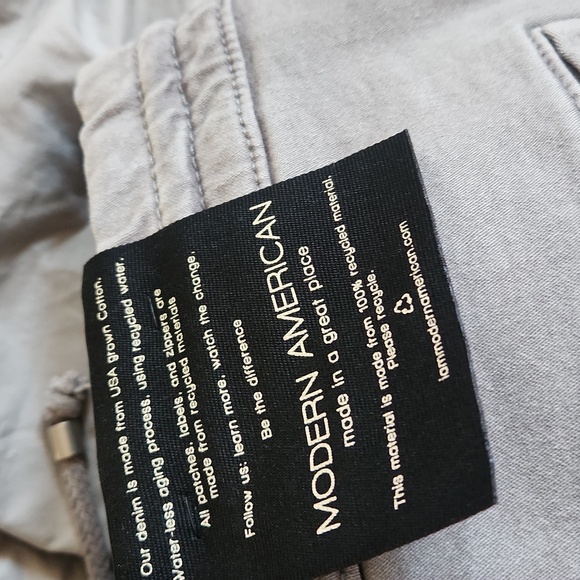 Our denim is made from USA grown Cotton.
Water-less aging process, using recycled water.
All patches, labels, and zippers are
made from recycled materials
Follow us: learn more, watch the change.
Be the difference
MODERN AMERICAN
made in a great place
This material is made from 100% recycled material.
Please recycle.
iammodernamerican.com